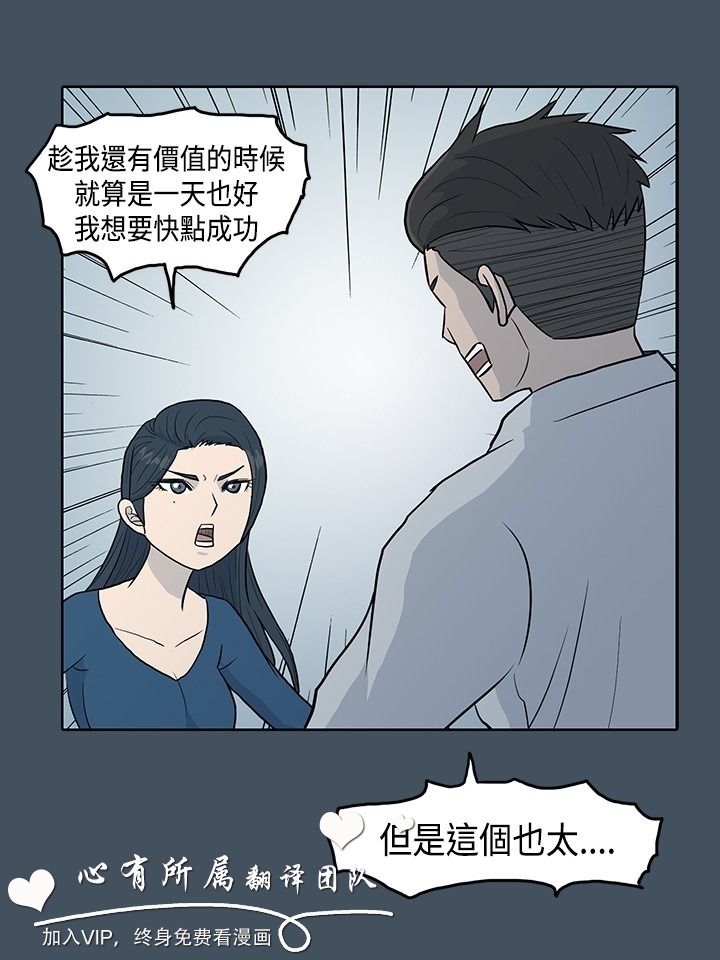 趁我還有價值的時候
就算是一天也好
我想要快點成功
但是這個也太....
心有所属翻译团队
加入VIP，终身免费看漫画